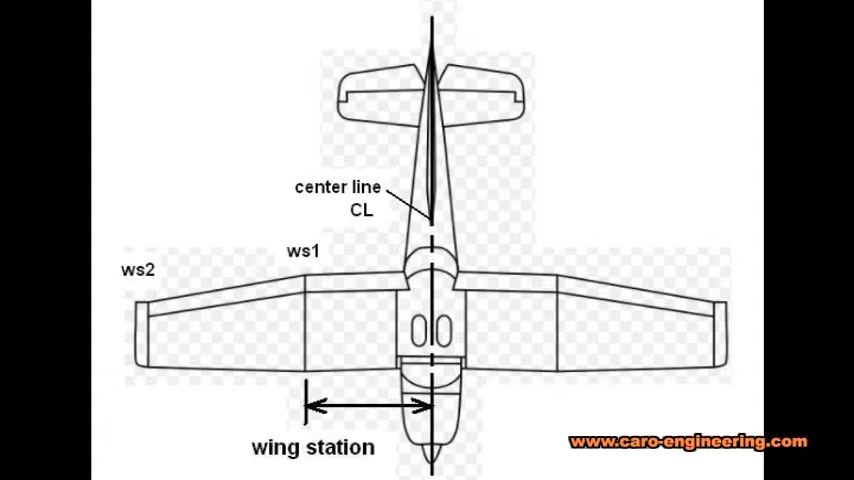 center line
CL
ws1
ws2
wing station
www.caro-engineering.com